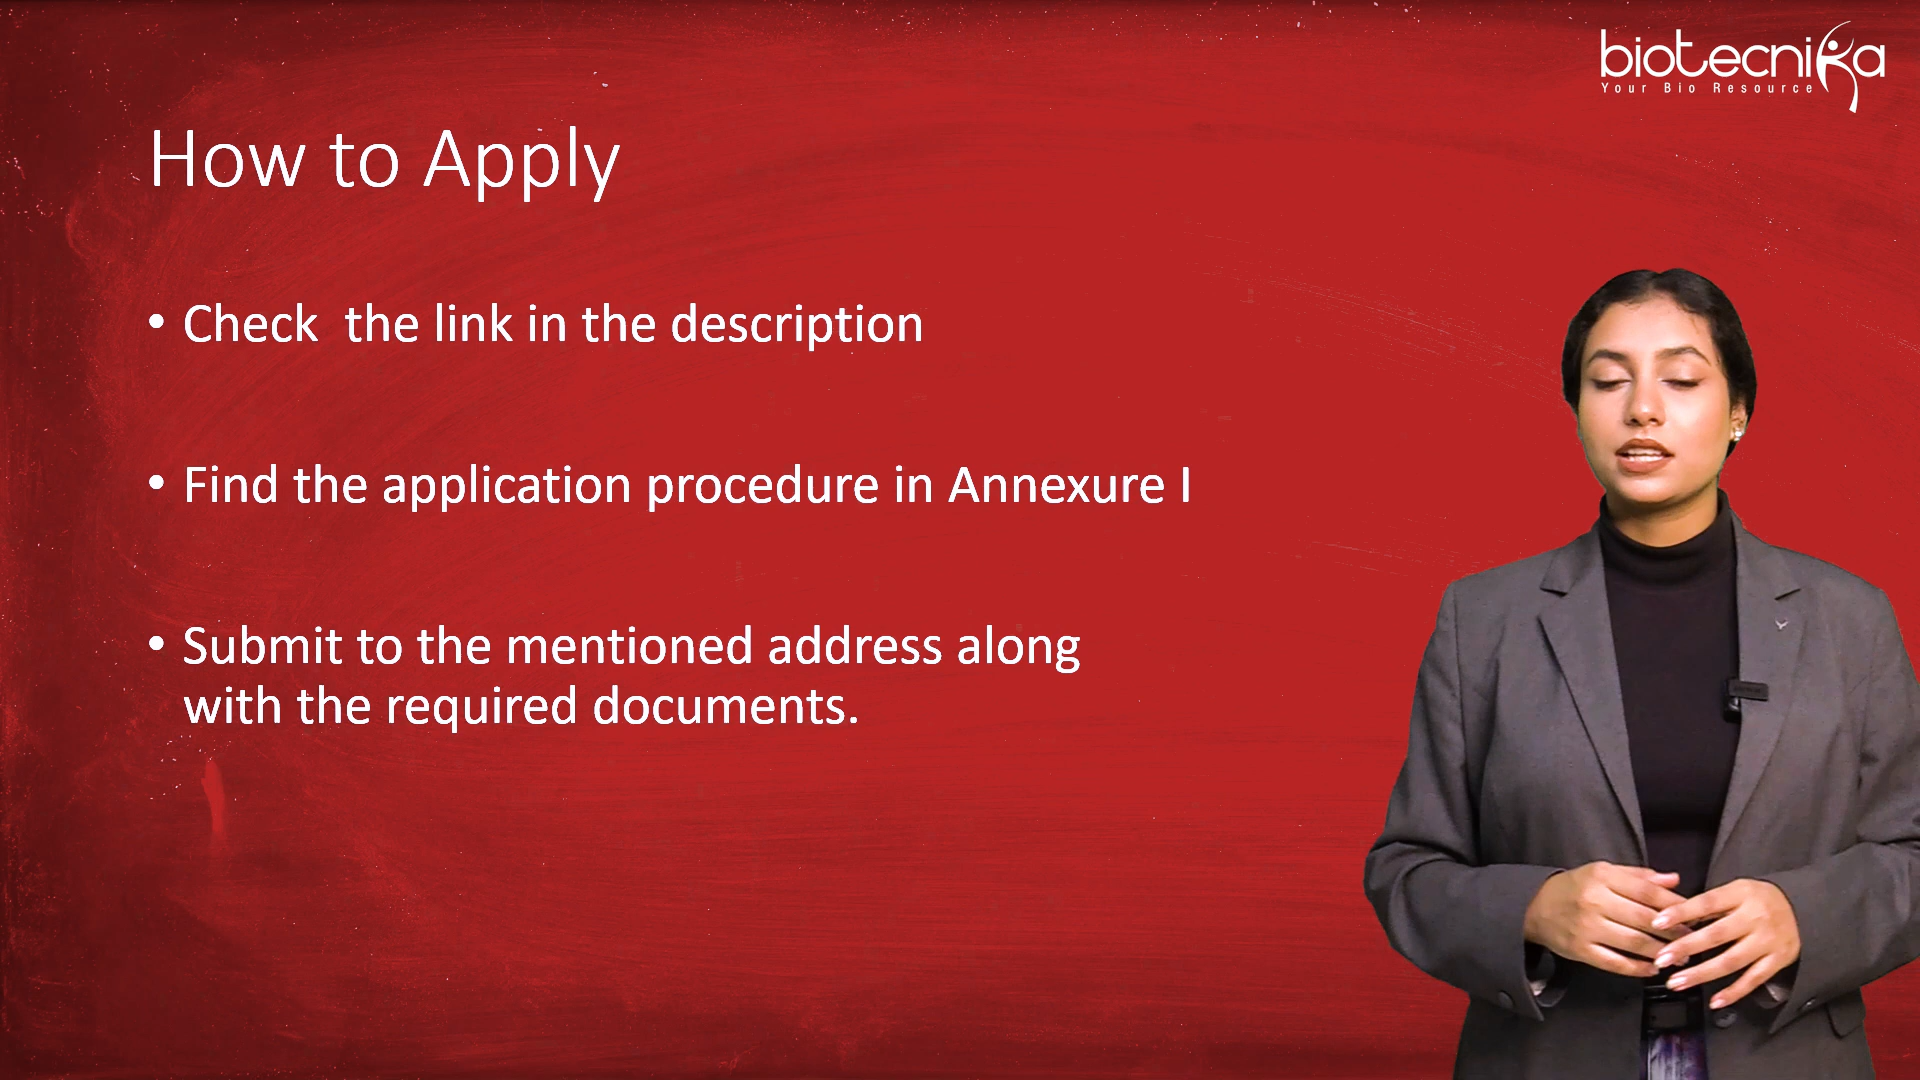 biotecnika
Your Bio Resource
How to Apply
• Check  the link in the description
• Find the application procedure in Annexure I
• Submit to the mentioned address along
with the required documents.